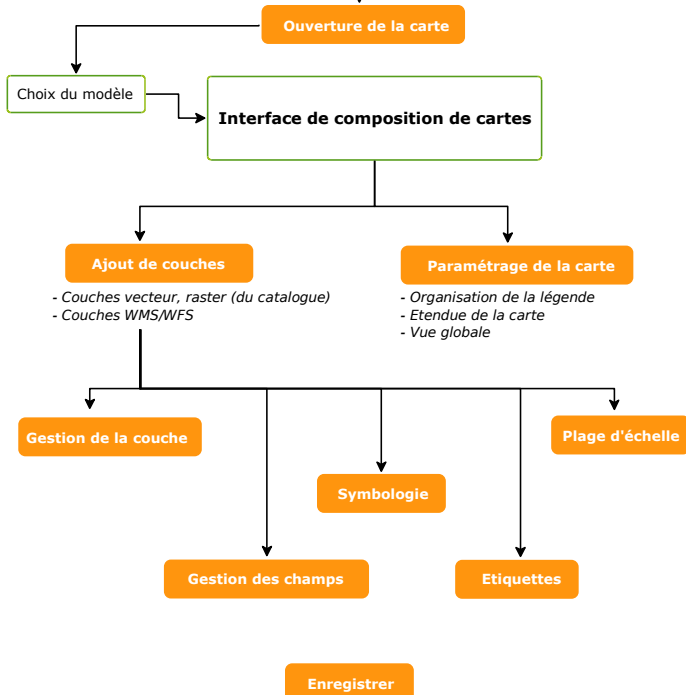 Ouverture de la carte
Choix du modèle
Interface de composition de cartes
Ajout de couches
- Couches vecteur, raster (du catalogue)
- Couches WMS/WFS
Paramétrage de la carte
- Organisation de la légende
- Etendue de la carte
- Vue globale
Gestion de la couche
Plage d'échelle
Symbologie
Gestion des champs
Etiquettes
Enregistrer